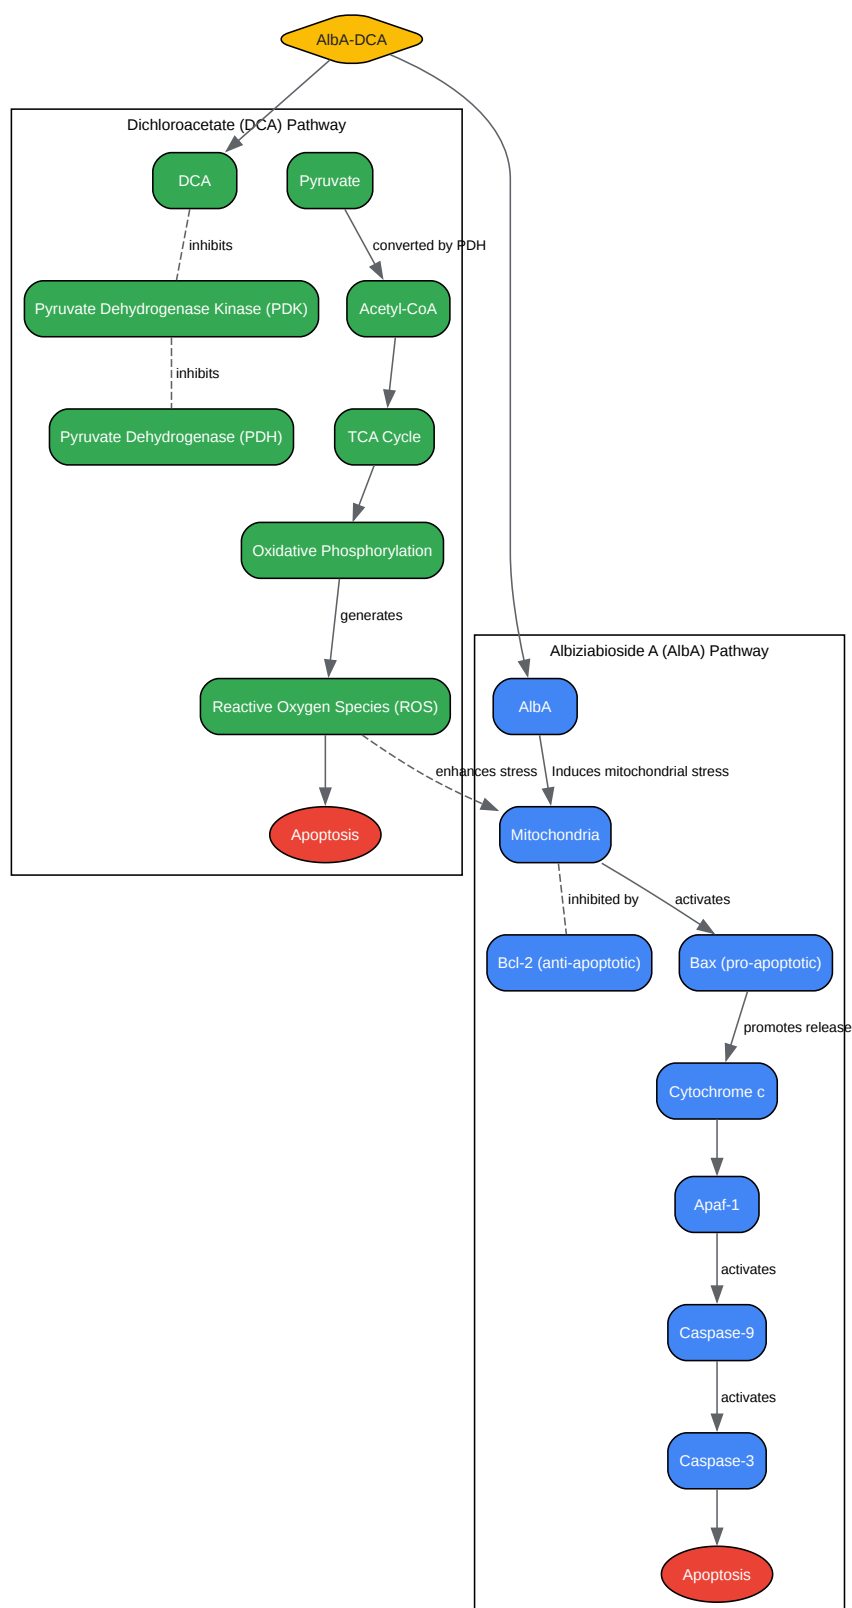 AlbA-DCA
Dichloroacetate (DCA) Pathway
DCA
Pyruvate
inhibits
converted by PDH
Pyruvate Dehydrogenase Kinase (PDK)
Acetyl-CoA
inhibits
Pyruvate Dehydrogenase (PDH)
TCA Cycle
Oxidative Phosphorylation
generates
Reactive Oxygen Species (ROS)
enhances stress
Apoptosis
Albiziabioside A (AlbA) Pathway
AlbA
Induces mitochondrial stress
Mitochondria
inhibited by
activates
Bcl-2 (anti-apoptotic)
Bax (pro-apoptotic)
promotes release
Cytochrome c
Apaf-1
activates
Caspase-9
activates
Caspase-3
Apoptosis